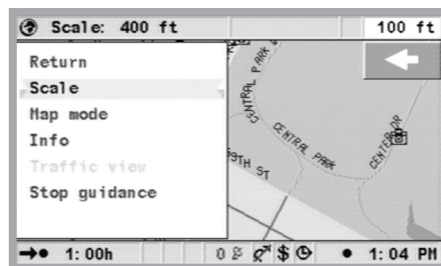 Scale: 400 ft
100 ft
Return
Scale
Map mode
Info
Traffic view
Stop guidance
CENTRAL PARK
CENTRAL PARK
CENTER DR
59TH ST
1:00h
0
$
1:04 PM